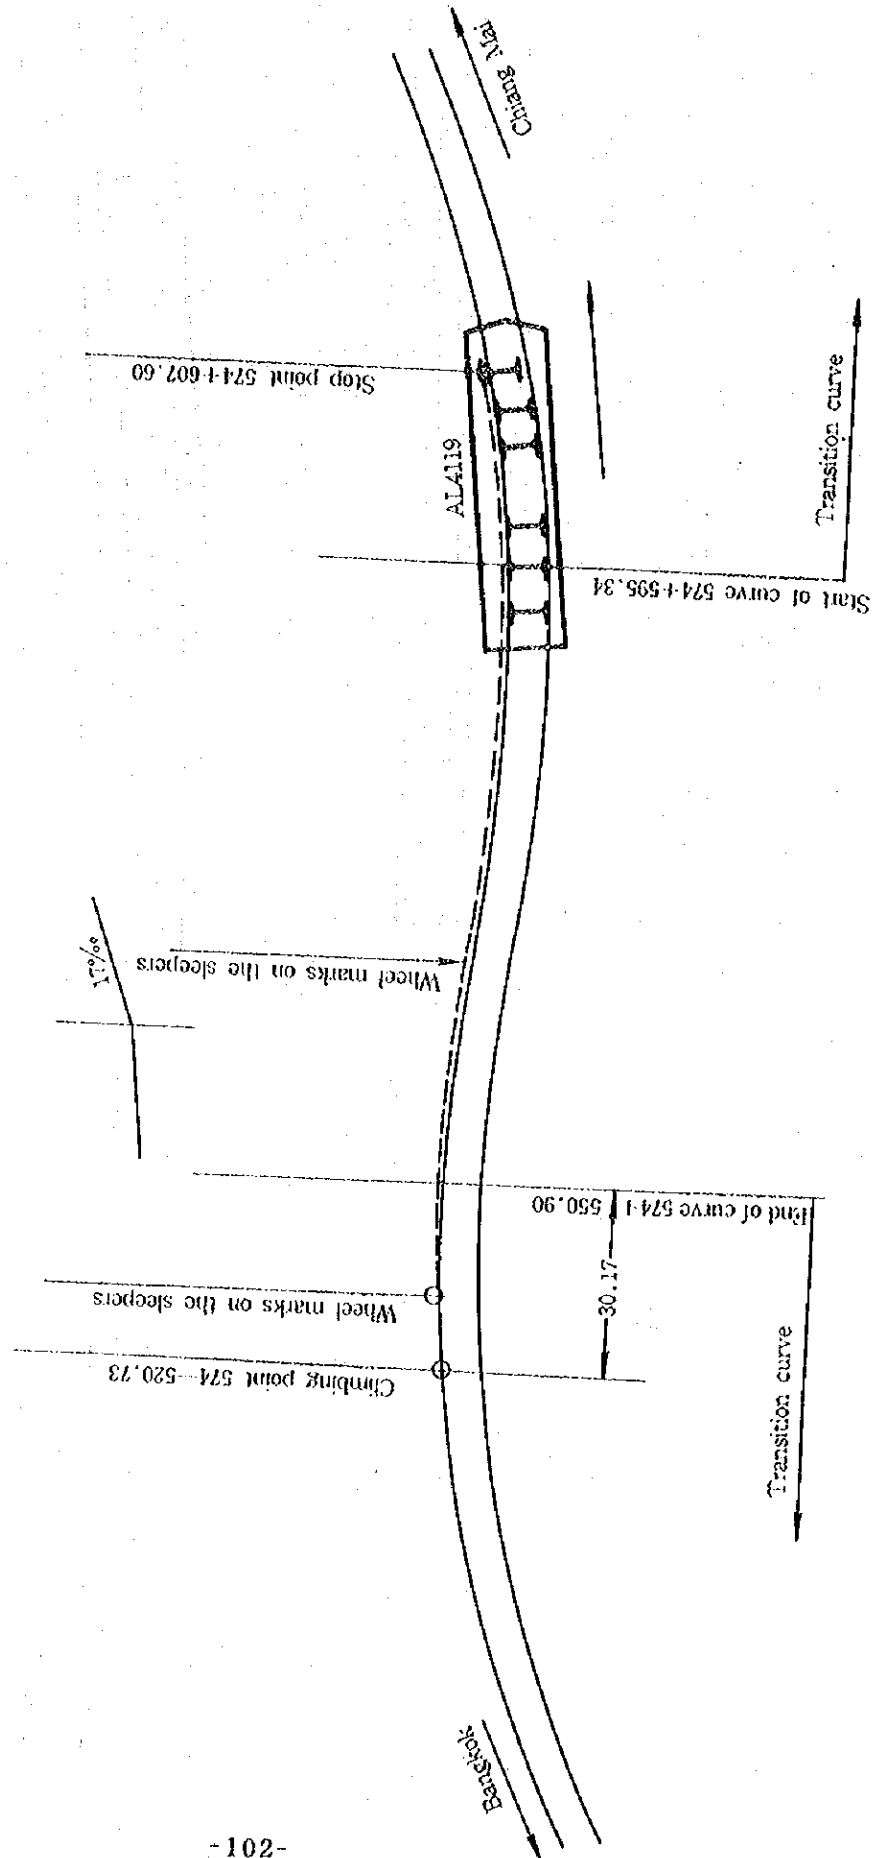 Chiang Mai
Stop point 574+607.60
AL4119
Transition curve
Start of curve 574+595.34
17‰
Wheel marks on the sleepers
End of curve 574+ 550.90
30.17
Wheel marks on the sleepers
Climbing point 574—520.73
Transition curve
Bangkok
-102-